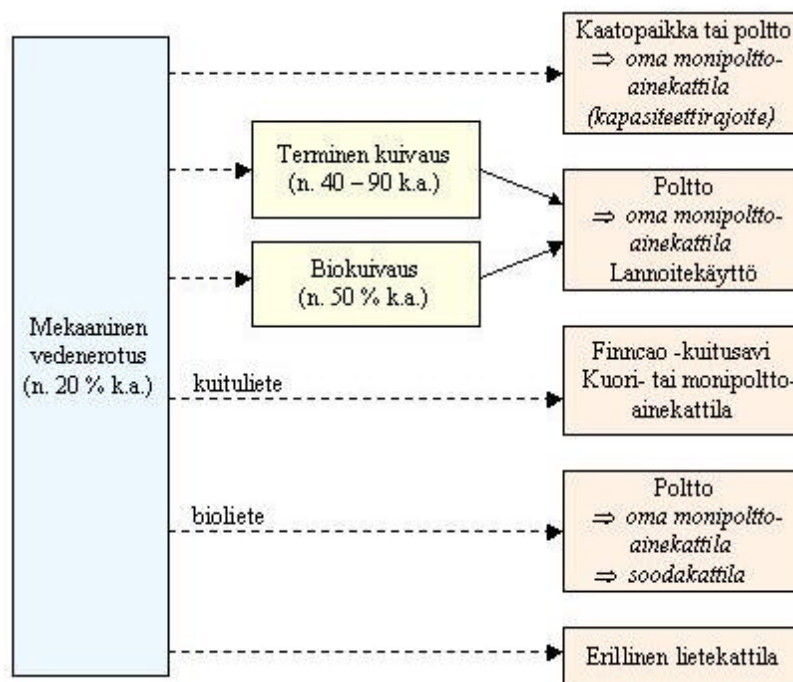 Mekaaninen
vedenerotus
(n. 20 % k.a.)
Terminen kuivaus
(n. 40 – 90 k.a.)
Biokuivaus
(n. 50 % k.a.)
kuituliete
bioliete
Kaatopaikka tai poltto
⇒ oma monipoltto-
ainekattila
(kapasiteettirajoite)
Poltto
⇒ oma monipoltto-
ainekattila
Lannoitekäyttö
Finncao -kuitusavi
Kuori- tai monipoltto-
ainekattila
Poltto
⇒ oma monipoltto-
ainekattila
⇒ soodakattila
Erillinen lietekattila